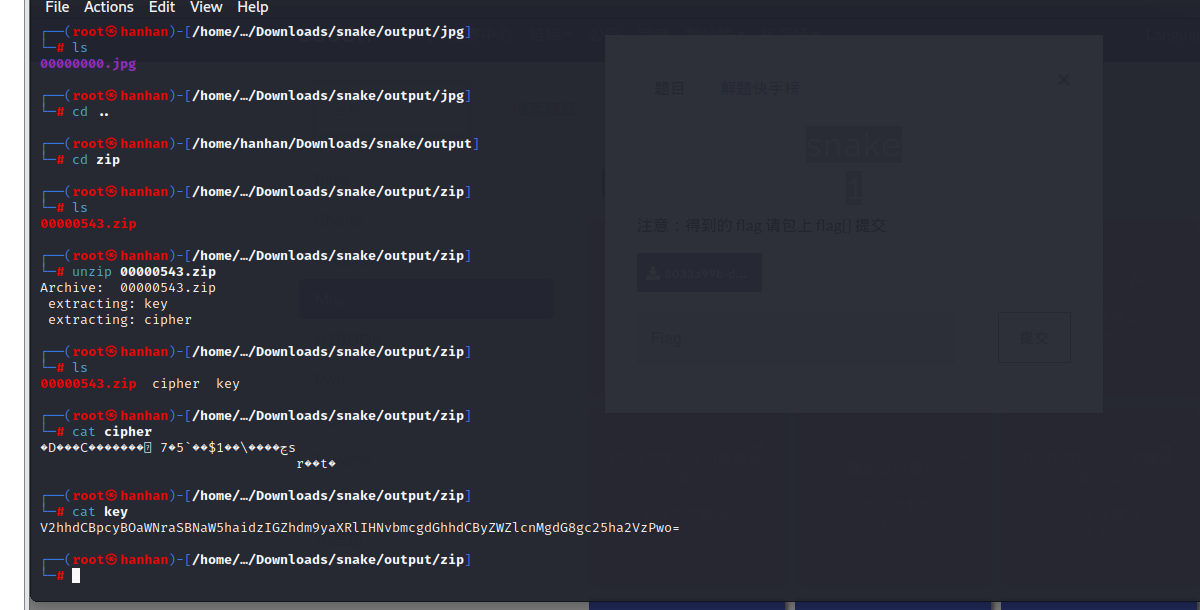 File Actions Edit View Help
┌──(root㉿hanhan)-[/home/…/Downloads/snake/output/jpg]
└─# ls
00000000.jpg
┌──(root㉿hanhan)-[/home/…/Downloads/snake/output/jpg]
└─# cd ..
┌──(root㉿hanhan)-[/home/hanhan/Downloads/snake/output]
└─# cd zip
┌──(root㉿hanhan)-[/home/…/Downloads/snake/output/zip]
└─# ls
00000543.zip
┌──(root㉿hanhan)-[/home/…/Downloads/snake/output/zip]
└─# unzip 00000543.zip
Archive:  00000543.zip
 extracting: key
 extracting: cipher
┌──(root㉿hanhan)-[/home/…/Downloads/snake/output/zip]
└─# ls
00000543.zip  cipher  key
┌──(root㉿hanhan)-[/home/…/Downloads/snake/output/zip]
└─# cat cipher
�D���C������� 7�5`��$1��\����خs
r��t�
┌──(root㉿hanhan)-[/home/…/Downloads/snake/output/zip]
└─# cat key
V2hhdCBpcyBOaWNraSBNaW5haidzIGZhdm9yaXRlIHNvbmcgdGhhdCByZWZlcnMgdG8gc25ha2VzPwo=
┌──(root㉿hanhan)-[/home/…/Downloads/snake/output/zip]
└─#
题目 解题快手榜
snake
1
注意：得到的 flag 请包上 flag{} 提交
Flag 提交